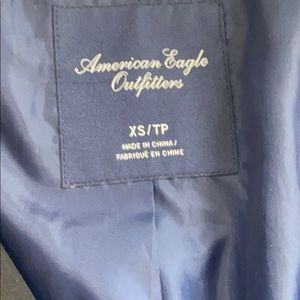 American Eagle
Outfitters
XS/TP
MADE IN CHINA/
FABRIQUÉ EN CHINE